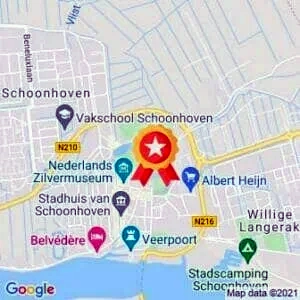 Vlist
Beneluxlaan
Schoonhoven
Vakschool Schoonhoven
N210
Nederlands
Zilvermuseum
Albert Heijn
Stadhuis van
Schoonhoven
N216
Willige
Langerak
Belvédère
Veerpoort
Stadscamping
Schoonhoven
Google
Map data ©2021